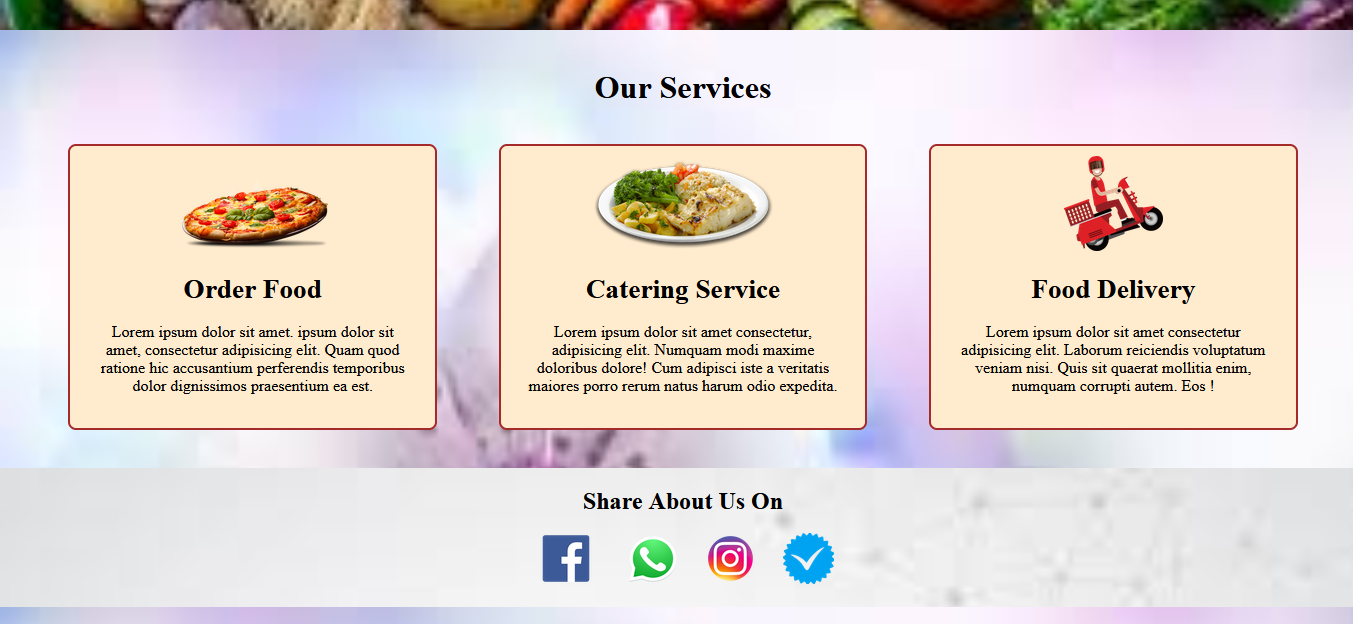 Our Services
Order Food
Lorem ipsum dolor sit amet. ipsum dolor sit
amet, consectetur adipisicing elit. Quam quod
ratione hic accusantium perferendis temporibus
dolor dignissimos praesentium ea est.
Catering Service
Lorem ipsum dolor sit amet consectetur,
adipisicing elit. Numquam modi maxime
doloribus dolore! Cum adipisci iste a veritatis
maiores porro rerum natus harum odio expedita.
Food Delivery
Lorem ipsum dolor sit amet consectetur
adipisicing elit. Laborum reiciendis voluptatum
veniam nisi. Quis sit quaerat mollitia enim,
numquam corrupti autem. Eos !
Share About Us On